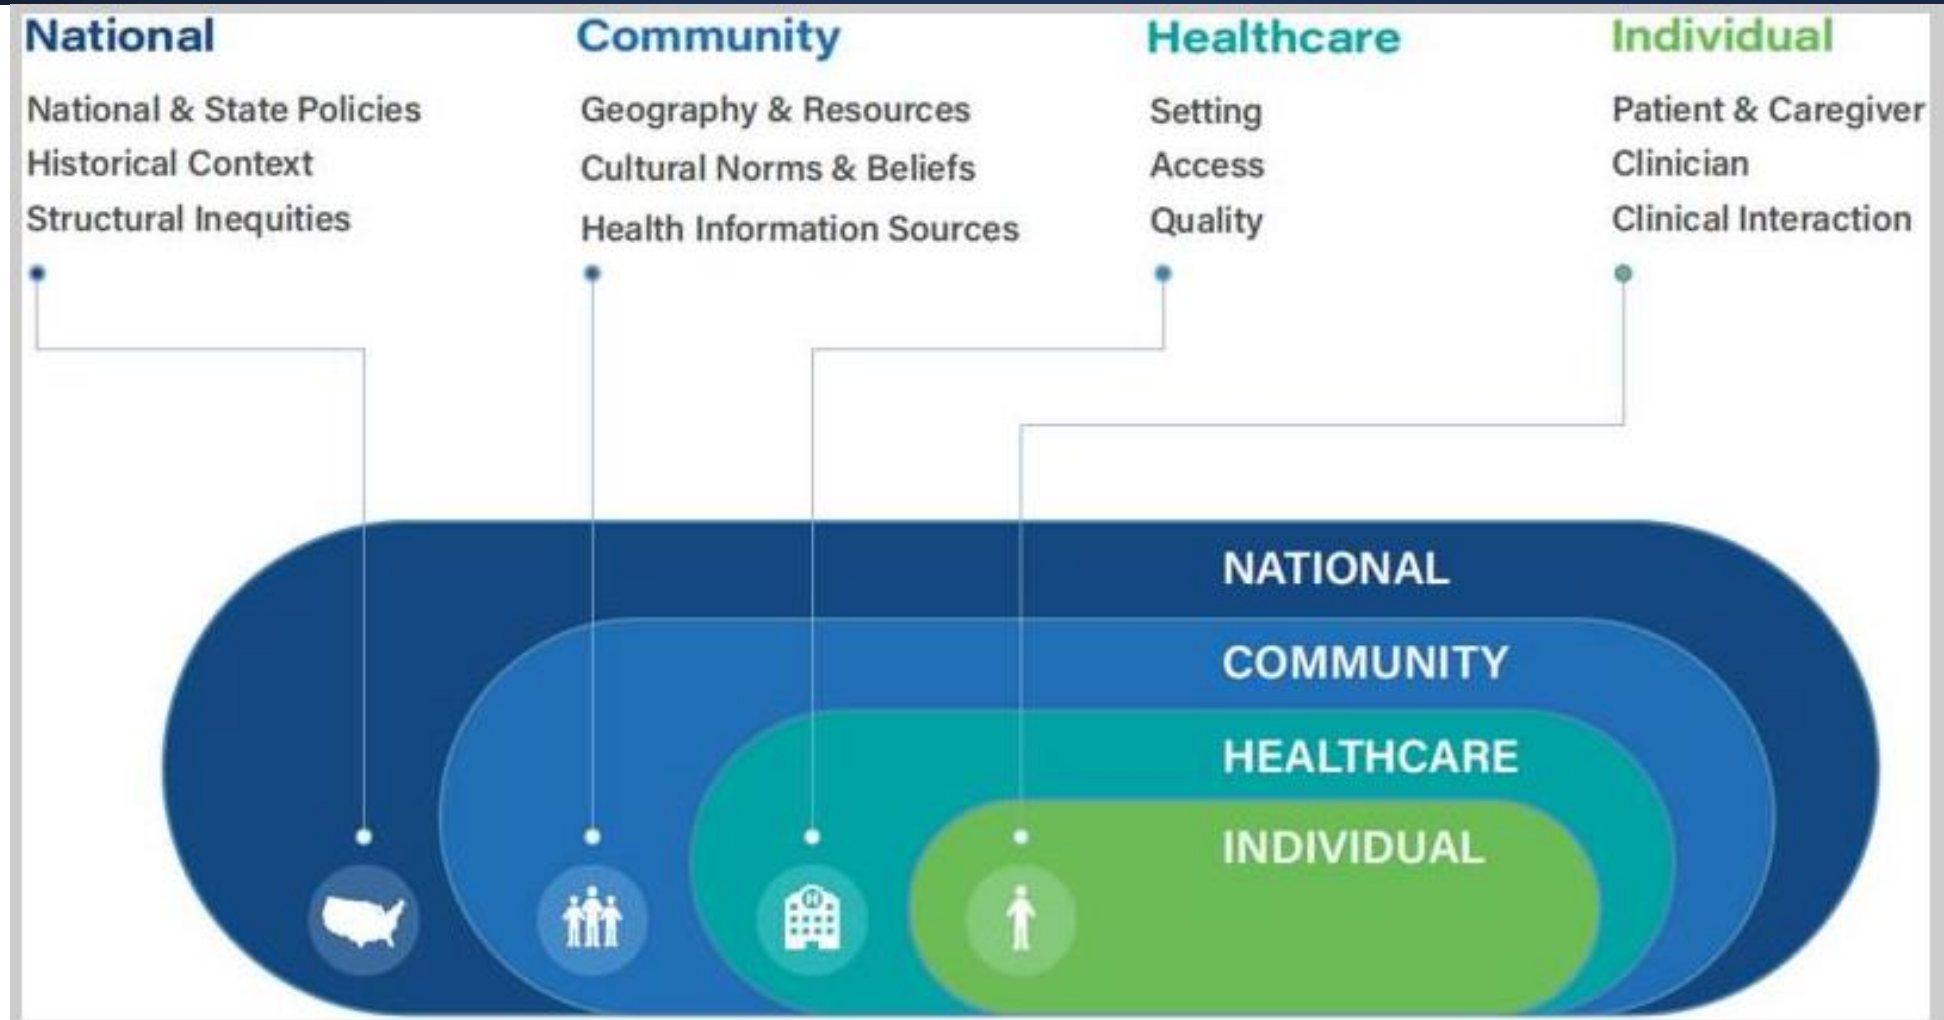 National
National & State Policies
Historical Context
Structural Inequities
Community
Geography & Resources
Cultural Norms & Beliefs
Health Information Sources
Healthcare
Setting
Access
Quality
Individual
Patient & Caregiver
Clinician
Clinical Interaction
NATIONAL
COMMUNITY
HEALTHCARE
INDIVIDUAL
H